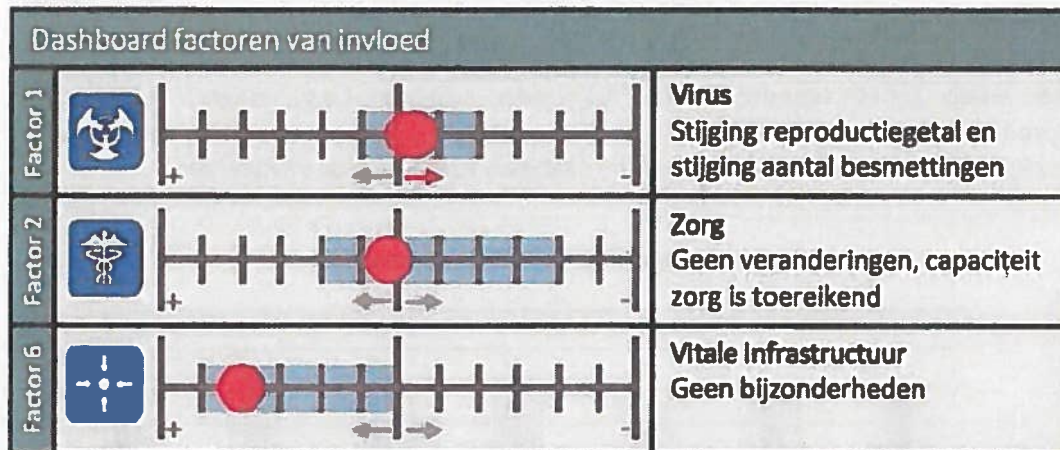 Dashboard factoren van invloed
Factor 1
+
-
Virus
Stijging reproductiegetal en
stijging aantal besmettingen
Factor 2
+
-
Zorg
Geen veranderingen, capaciteit
zorg is toereikend
Factor 6
+
-
Vitale Infrastructuur
Geen bijzonderheden